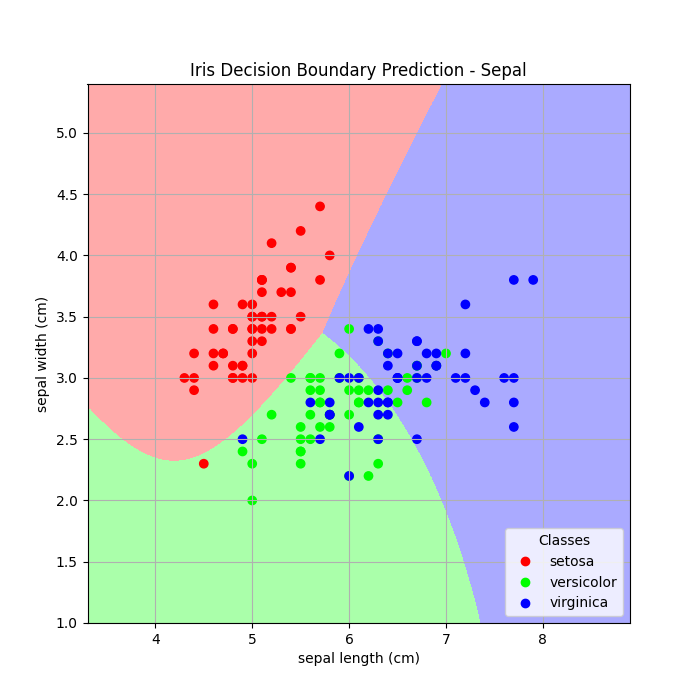 Iris Decision Boundary Prediction - Sepal
5.0
4.5
4.0
3.5
3.0
2.5
2.0
1.5
1.0
sepal width (cm)
4 5 6 7 8
sepal length (cm)
Classes
setosa
versicolor
virginica